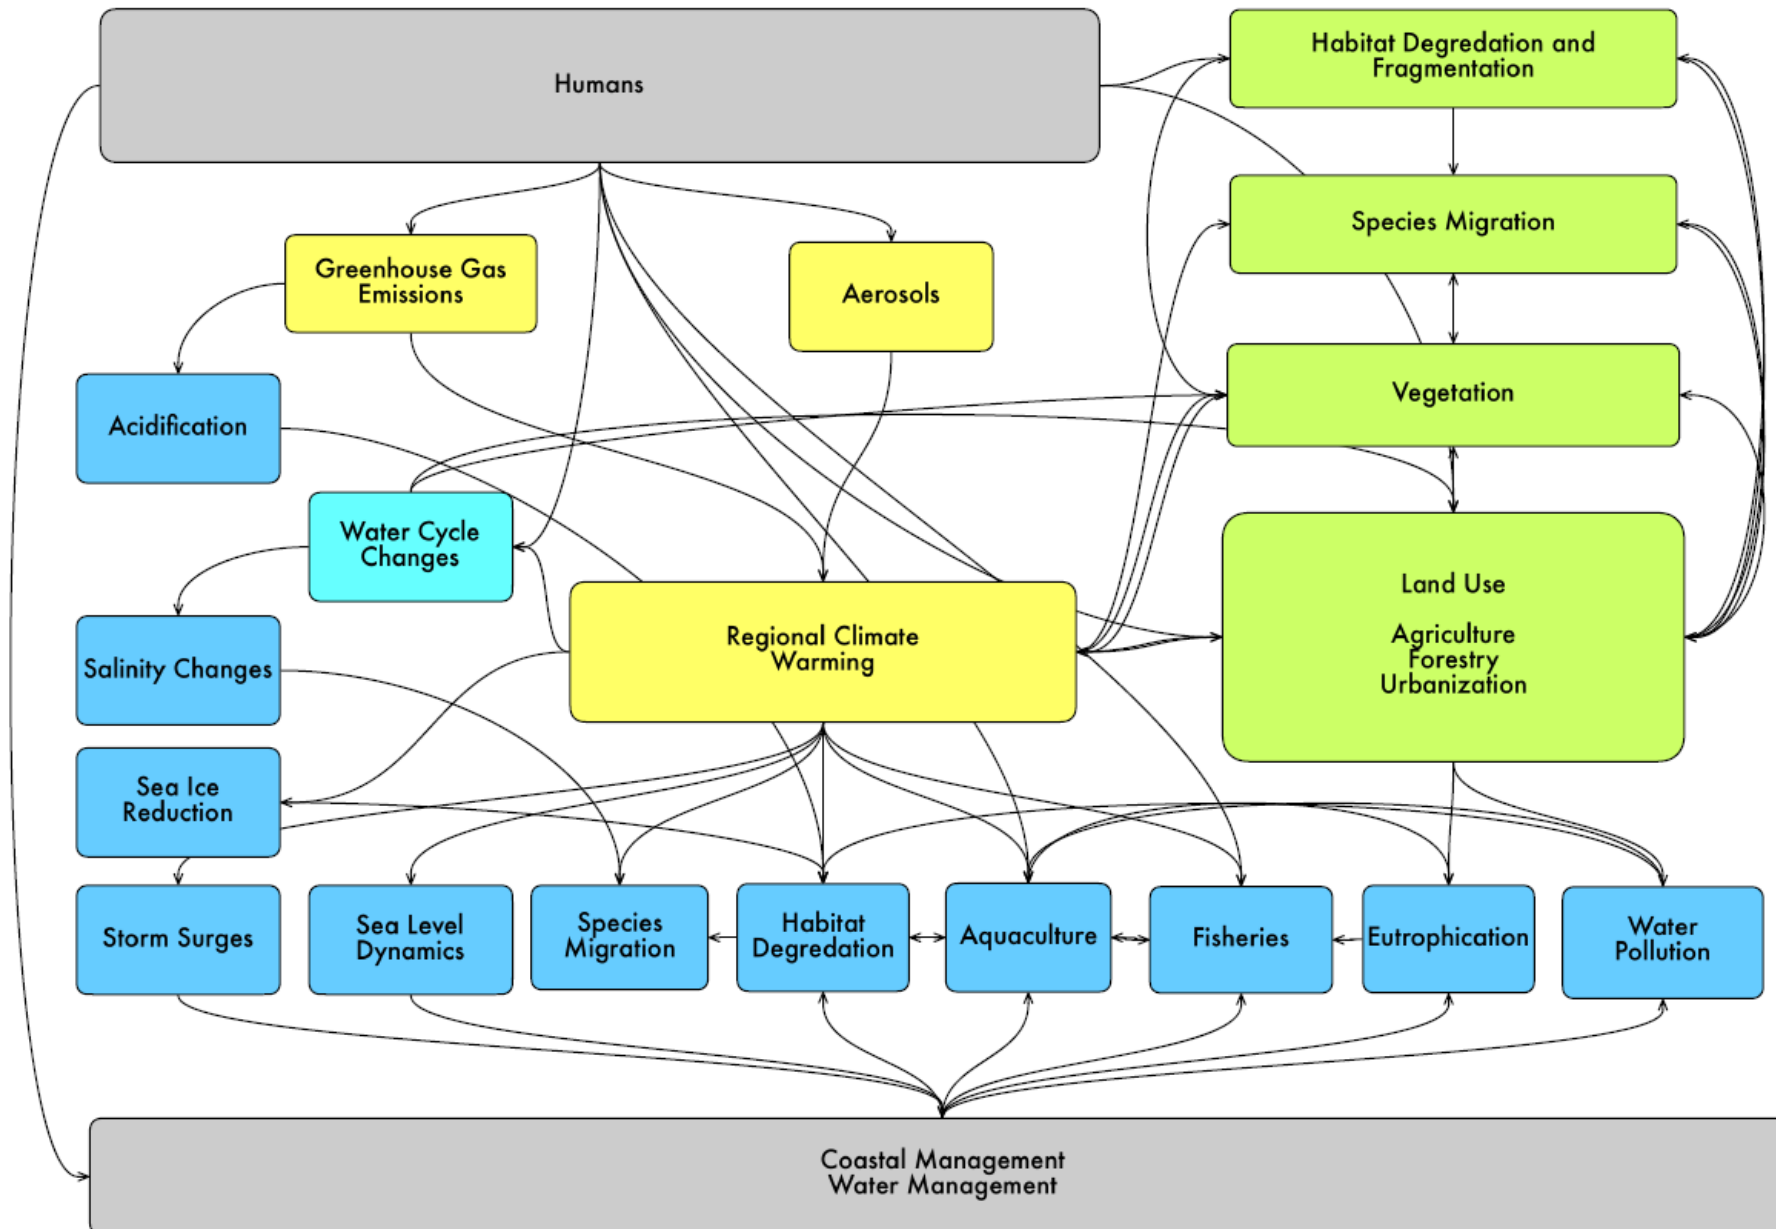 Humans
Habitat Degredation and
Fragmentation
Species Migration
Greenhouse Gas
Emissions
Aerosols
Vegetation
Acidification
Water Cycle
Changes
Land Use
Agriculture
Forestry
Urbanization
Regional Climate
Warming
Salinity Changes
Sea Ice
Reduction
Storm Surges
Sea Level
Dynamics
Species
Migration
Habitat
Degredation
Aquaculture
Fisheries
Eutrophication
Water
Pollution
Coastal Management
Water Management